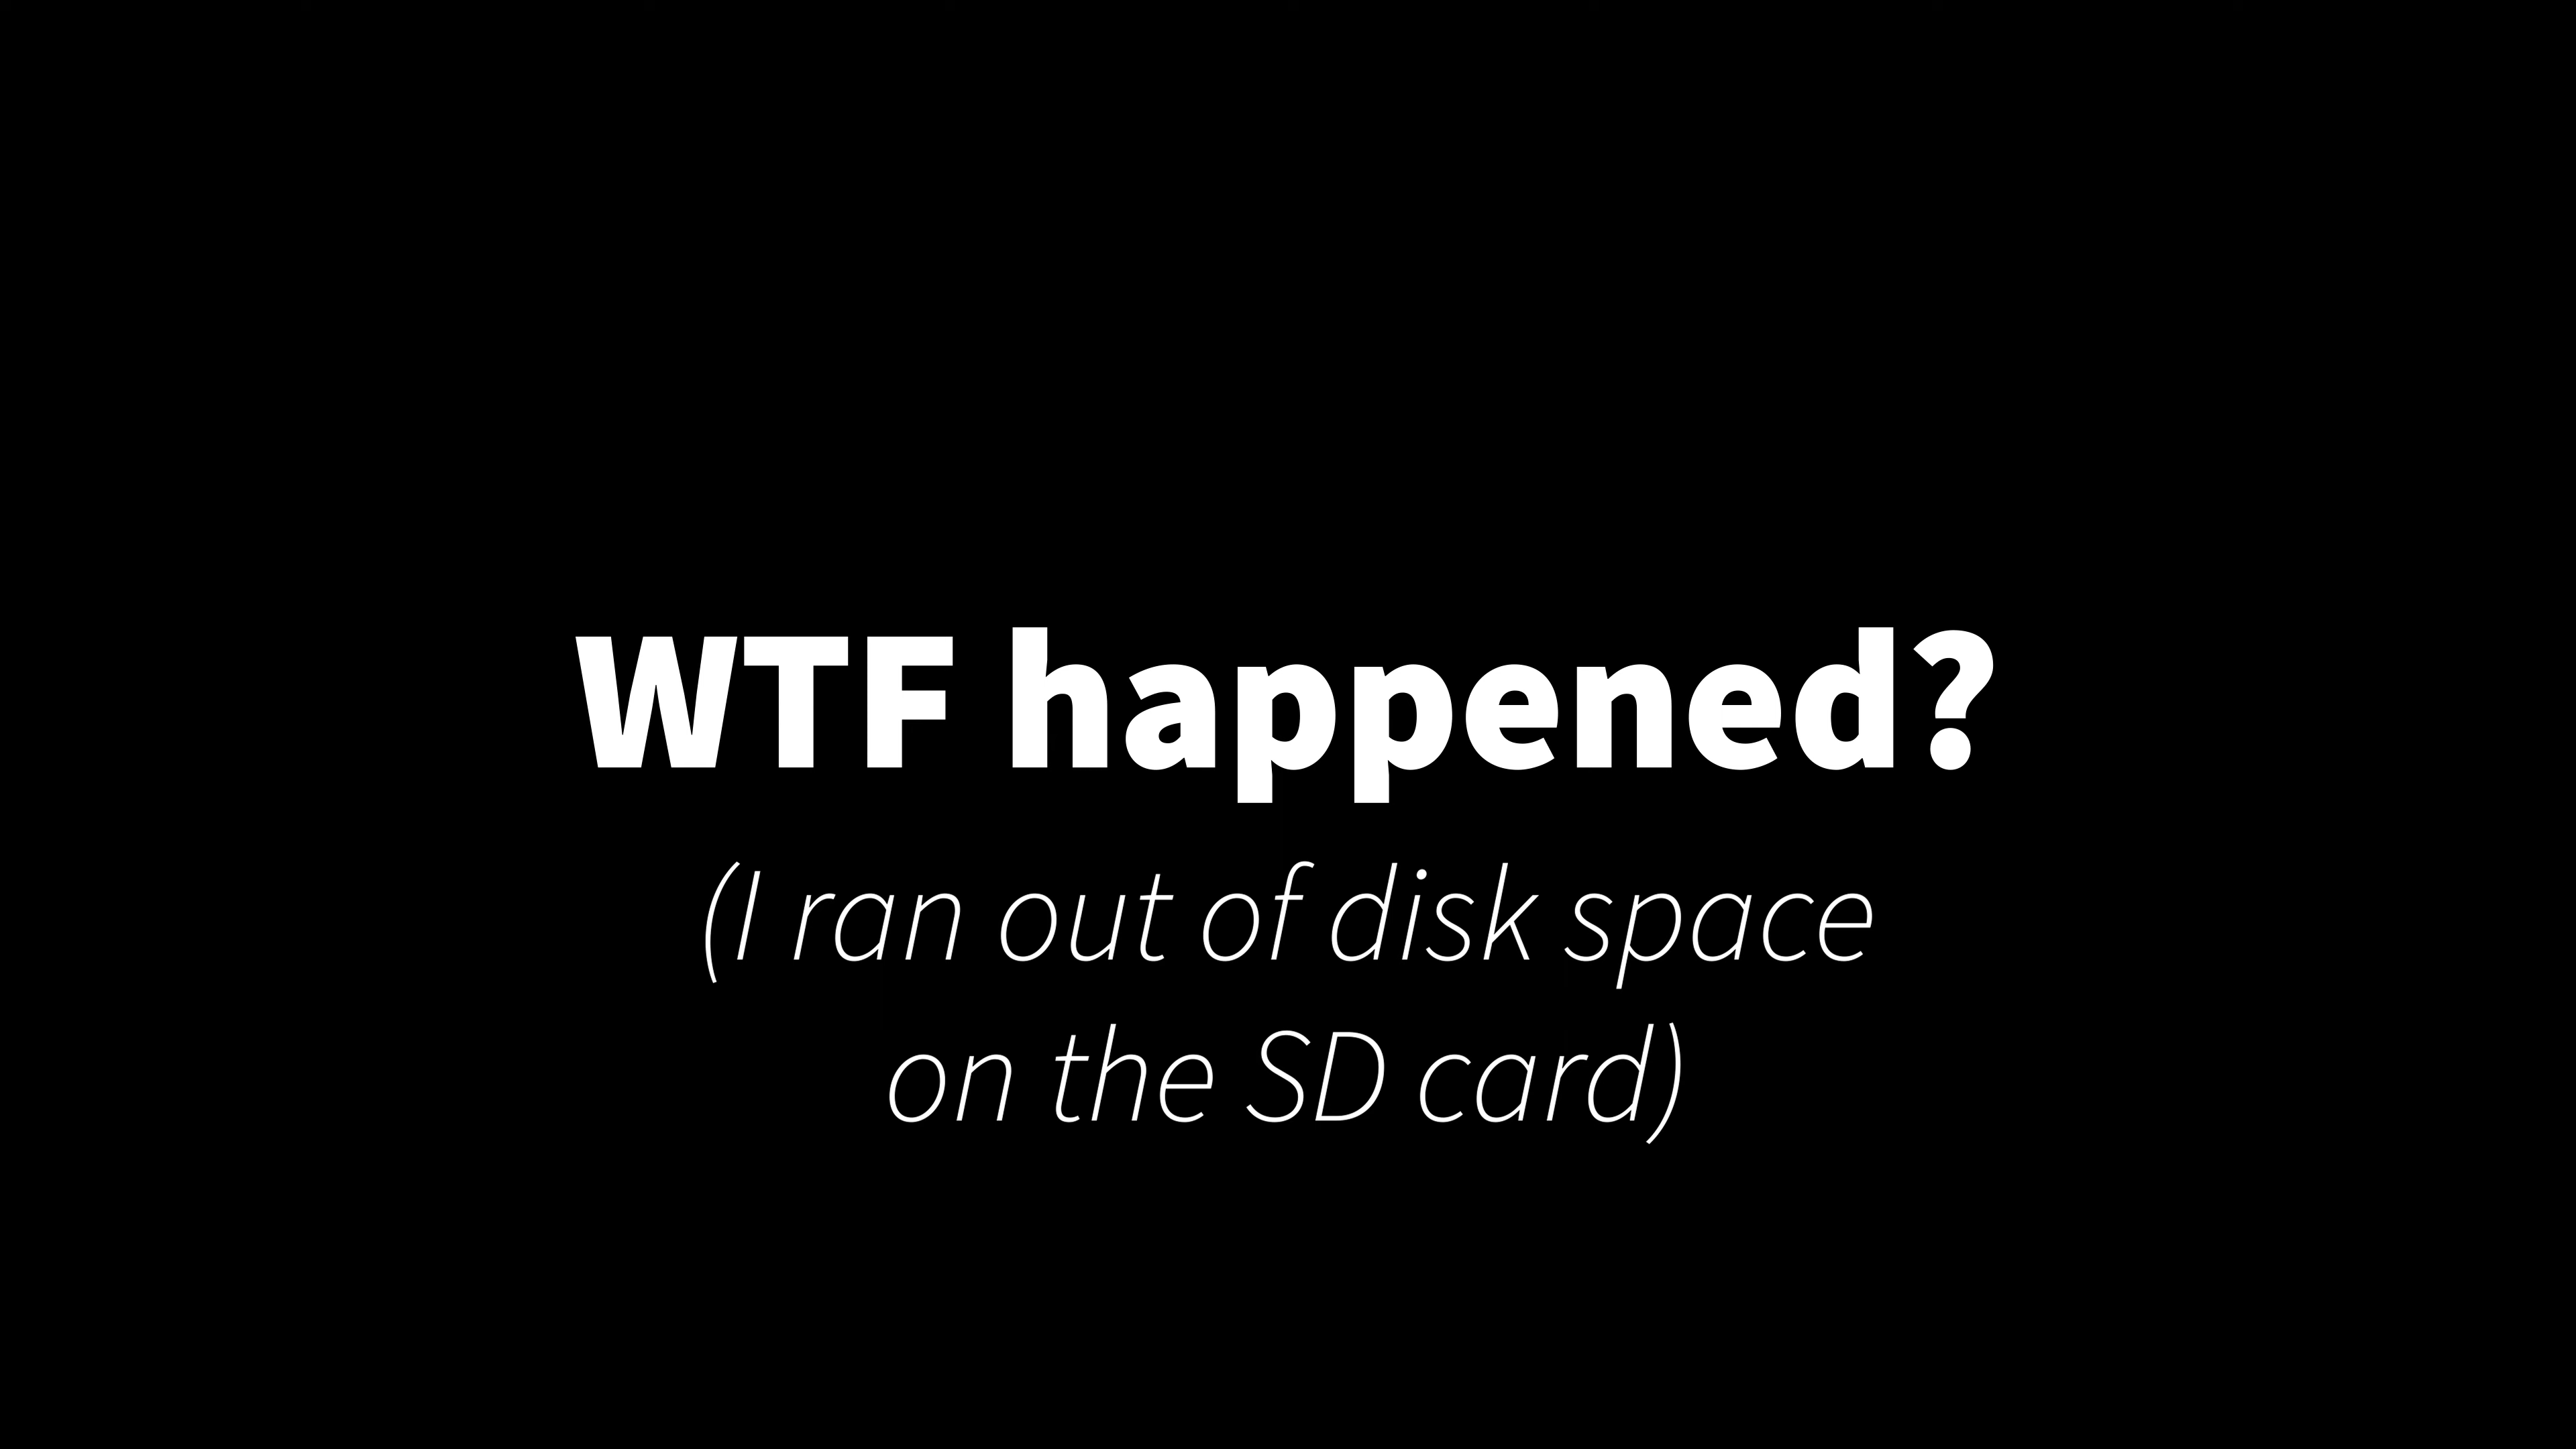 WTF happened?
(I ran out of disk space
on the SD card)